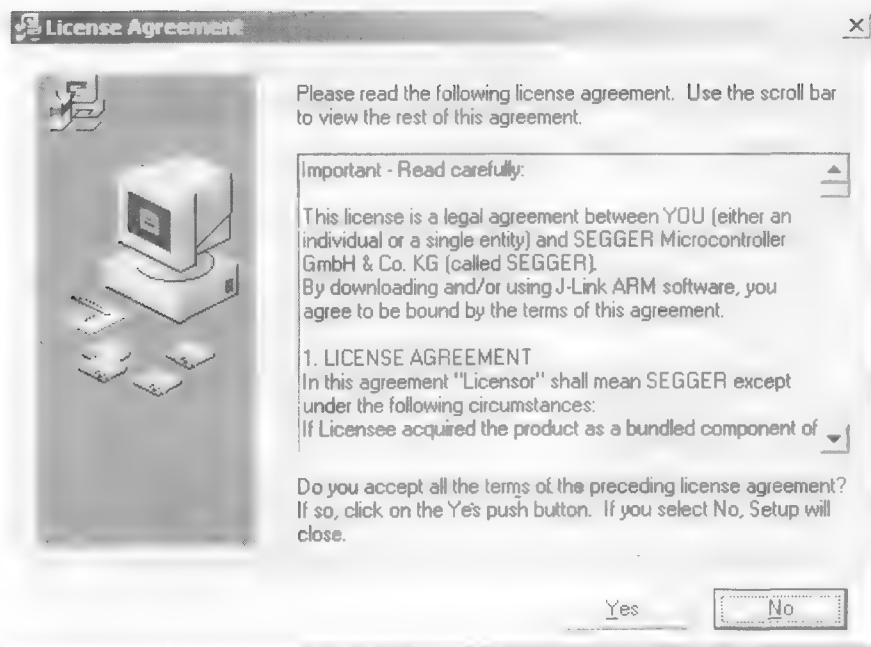 License Agreement
Please read the following license agreement. Use the scroll bar
to view the rest of this agreement.
Important - Read carefully:
This license is a legal agreement between YOU (either an
individual or a single entity) and SEGGER Microcontroller
GmbH & Co. KG (called SEGGER).
By downloading and/or using J-Link ARM software, you
agree to be bound by the terms of this agreement.
1. LICENSE AGREEMENT
In this agreement "Licensor" shall mean SEGGER except
under the following circumstances:
If Licensee acquired the product as a bundled component of
Do you accept all the terms of the preceding license agreement?
If so, click on the Yes push button. If you select No, Setup will
close.
Yes
No